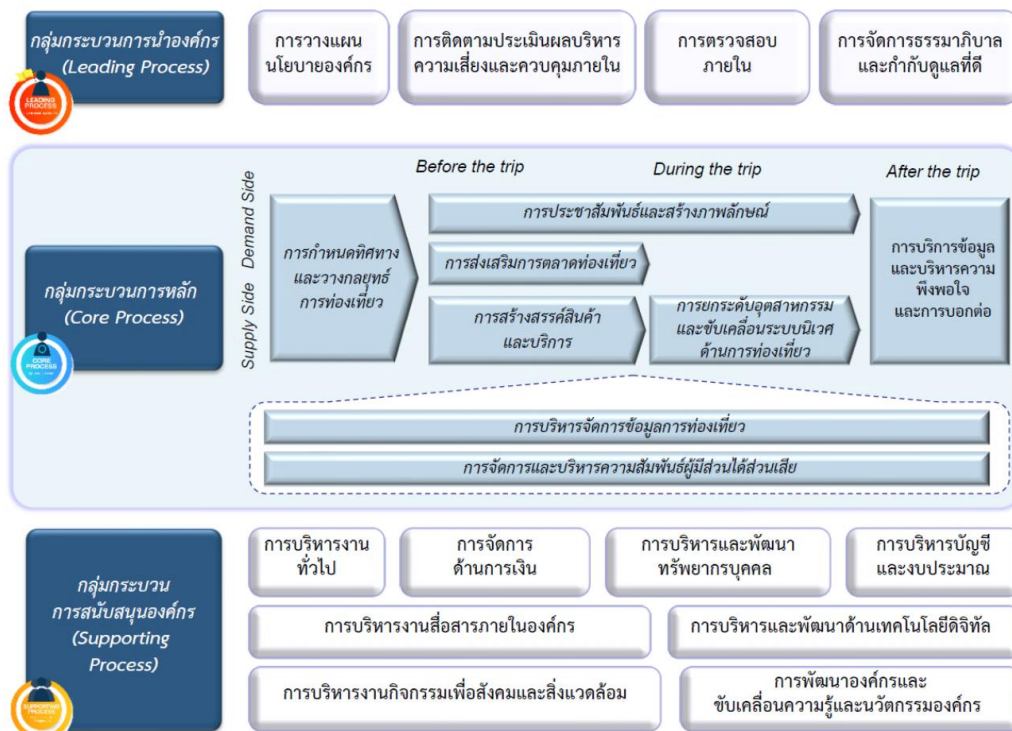 กลุ่มกระบวนการนำองค์กร
(Leading Process)
LEADING
PROCESS
การวางแผน
นโยบายองค์กร
การติดตามประเมินผลบริหาร
ความเสี่ยงและควบคุมภายใน
การตรวจสอบ
ภายใน
การจัดการธรรมาภิบาล
และกำกับดูแลที่ดี
กลุ่มกระบวนการหลัก
(Core Process)
CORE
PROCESS
Before the trip
During the trip
After the trip
Demand Side
Supply Side
การกำหนดทิศทาง
และวางกลยุทธ์
การท่องเที่ยว
การประชาสัมพันธ์และสร้างภาพลักษณ์
การส่งเสริมการตลาดท่องเที่ยว
การสร้างสรรค์สินค้า
และบริการ
การยกระดับอุตสาหกรรม
และขับเคลื่อนระบบนิเวศ
ด้านการท่องเที่ยว
การบริการข้อมูล
และบริหารความ
พึงพอใจ
และการบอกต่อ
การบริหารจัดการข้อมูลการท่องเที่ยว
การจัดการและบริหารความสัมพันธ์ผู้มีส่วนได้ส่วนเสีย
กลุ่มกระบวน
การสนับสนุนองค์กร
(Supporting
Process)
SUPPORTING
PROCESS
การบริหารงาน
ทั่วไป
การจัดการ
ด้านการเงิน
การบริหารและพัฒนา
ทรัพยากรบุคคล
การบริหารบัญชี
และงบประมาณ
การบริหารงานสื่อสารภายในองค์กร
การบริหารและพัฒนาด้านเทคโนโลยีดิจิทัล
การบริหารงานกิจกรรมเพื่อสังคมและสิ่งแวดล้อม
การพัฒนาองค์กรและ
ขับเคลื่อนความรู้และนวัตกรรมองค์กร